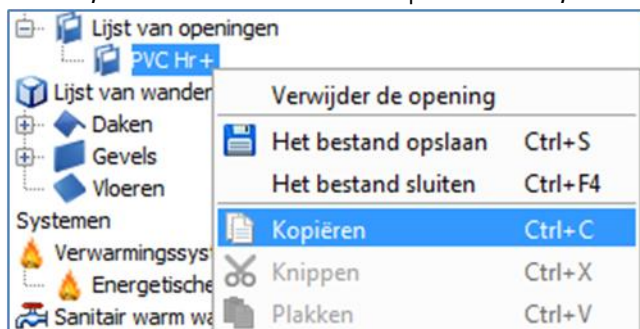 Lijst van openingen
PVC Hr+
Lijst van wanden
Verwijder de opening
Daken
Het bestand opslaan Ctrl+S
Gevels
Het bestand sluiten Ctrl+F4
Vloeren
Systemen
Kopiëren Ctrl+C
Verwarmingssyst
Knippen Ctrl+X
Energetische
Plakken Ctrl+V
Sanitair warm wa